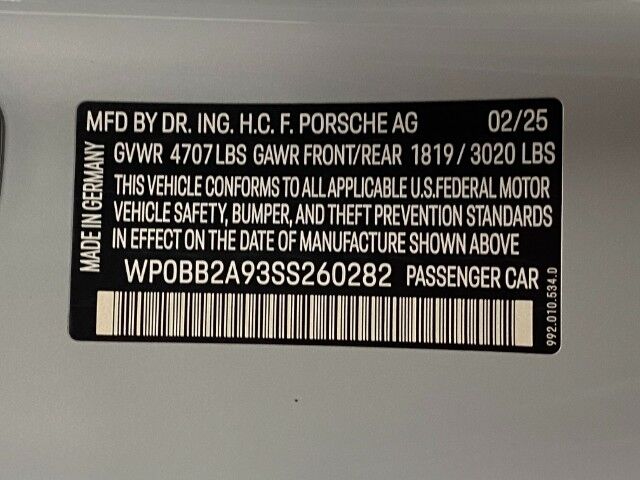 MFD BY DR. ING. H.C. F. PORSCHE AG 02/25
GVWR 4707 LBS GAWR FRONT/REAR 1819 / 3020 LBS
THIS VEHICLE CONFORMS TO ALL APPLICABLE U.S.FEDERAL MOTOR
VEHICLE SAFETY, BUMPER, AND THEFT PREVENTION STANDARDS
IN EFFECT ON THE DATE OF MANUFACTURE SHOWN ABOVE
WP0BB2A93SS260282 PASSENGER CAR
MADE IN GERMANY
992.010.534.0